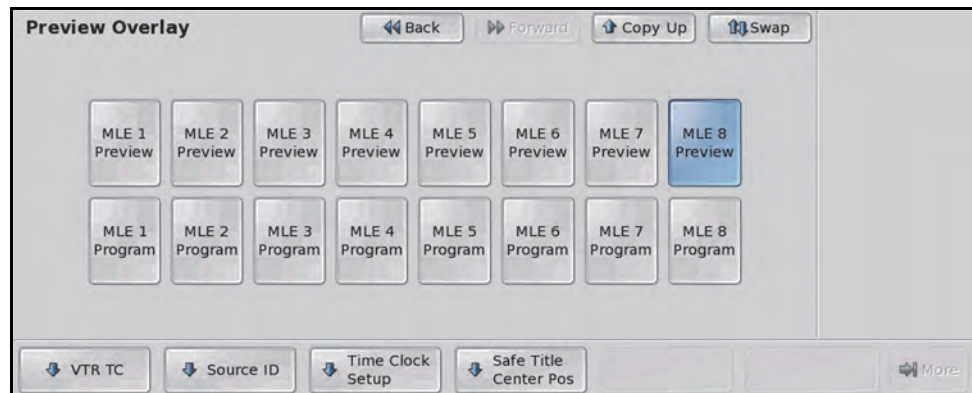 Preview Overlay
Back
Forward
Copy Up
Swap
MLE 1
Preview
MLE 2
Preview
MLE 3
Preview
MLE 4
Preview
MLE 5
Preview
MLE 6
Preview
MLE 7
Preview
MLE 8
Preview
MLE 1
Program
MLE 2
Program
MLE 3
Program
MLE 4
Program
MLE 5
Program
MLE 6
Program
MLE 7
Program
MLE 8
Program
VTR TC
Source ID
Time Clock
Setup
Safe Title
Center Pos
More